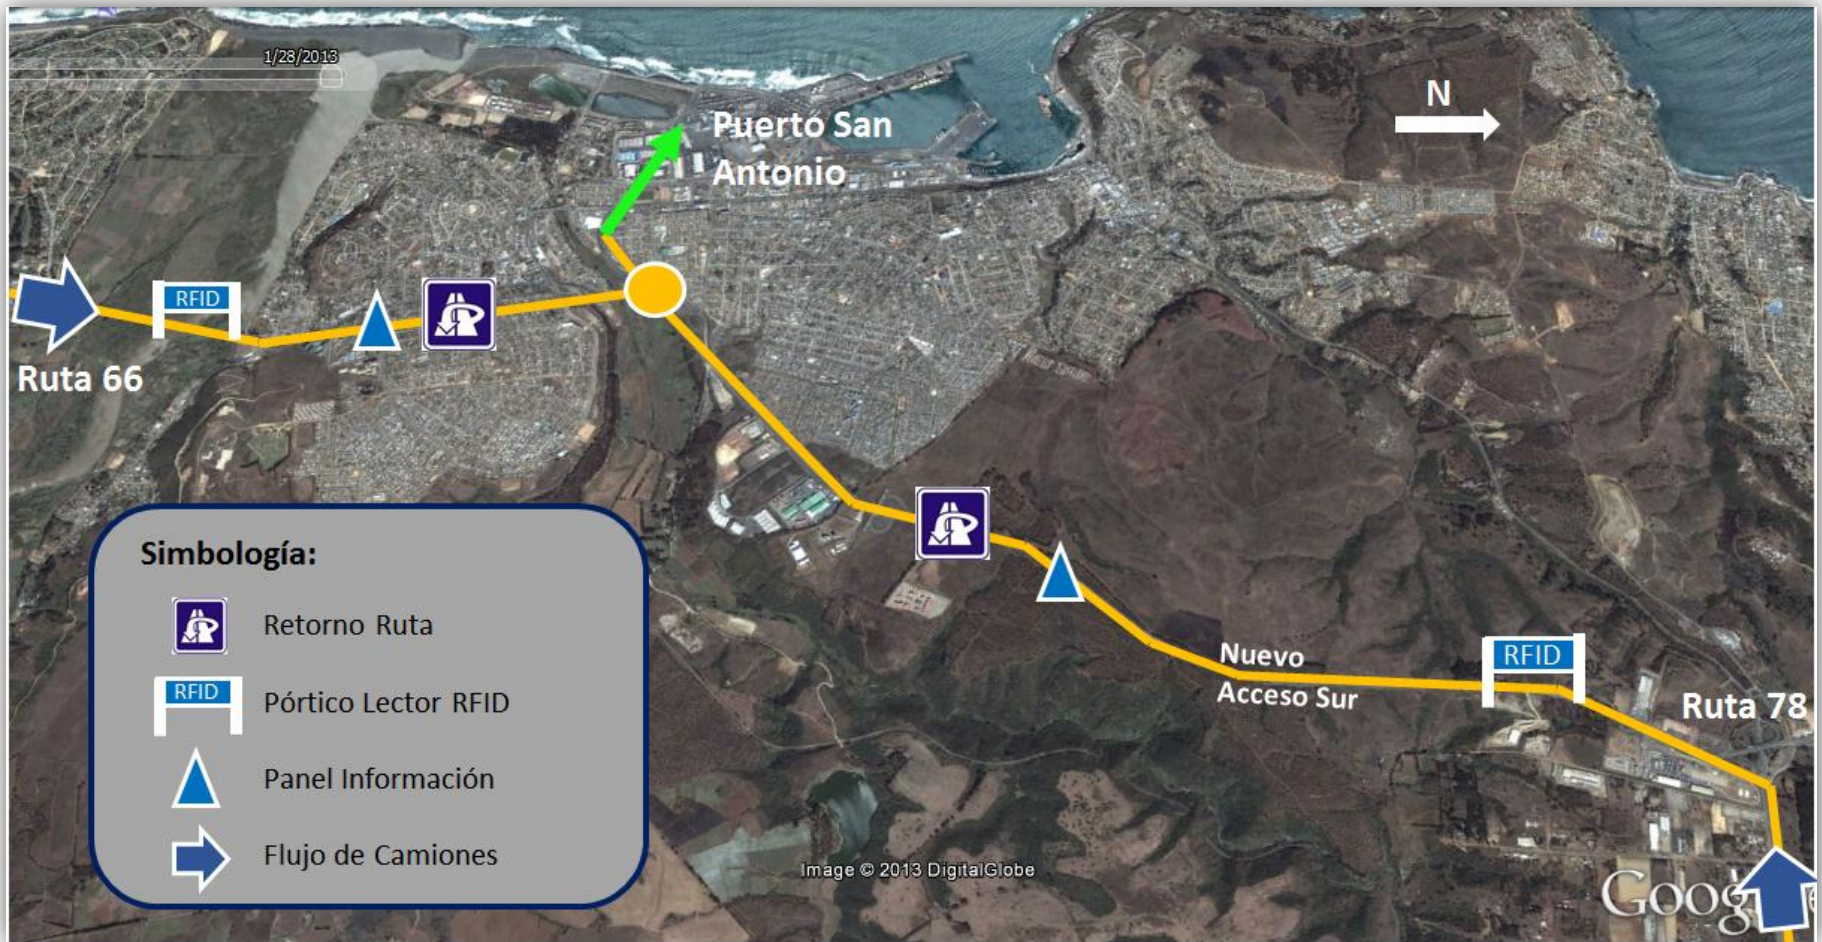 1/28/2013
N
Puerto San
Antonio
RFID
Ruta 66
Simbología:
Retorno Ruta
RFID
Pórtico Lector RFID
Panel Información
Flujo de Camiones
Nuevo
Acceso Sur
RFID
Ruta 78
Image © 2013 DigitalGlobe